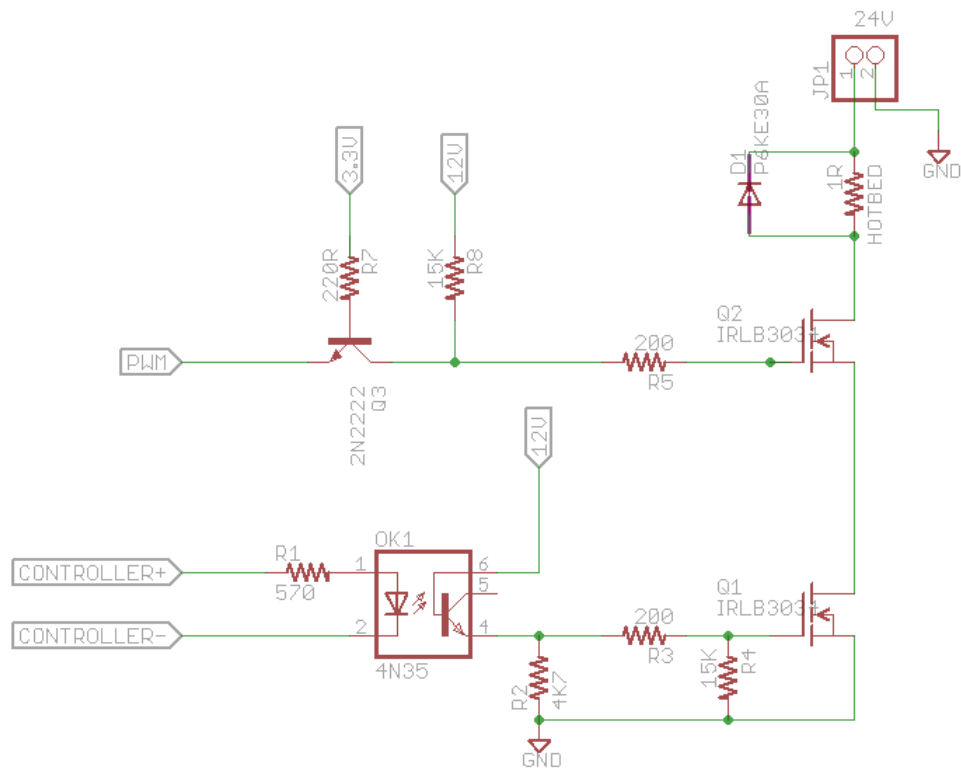 24V
JP1
1
2
GND
D1
P6KE30A
1R
HOTBED
3.3V
12V
220R
R7
15K
R8
Q2
IRLB3034
PWM
200
R5
2N2222
Q3
12V
OK1
CONTROLLER+
R1
570
1
6
5
CONTROLLER-
2
4
4N35
200
R3
Q1
IRLB3034
R2
4K7
15K
R4
GND